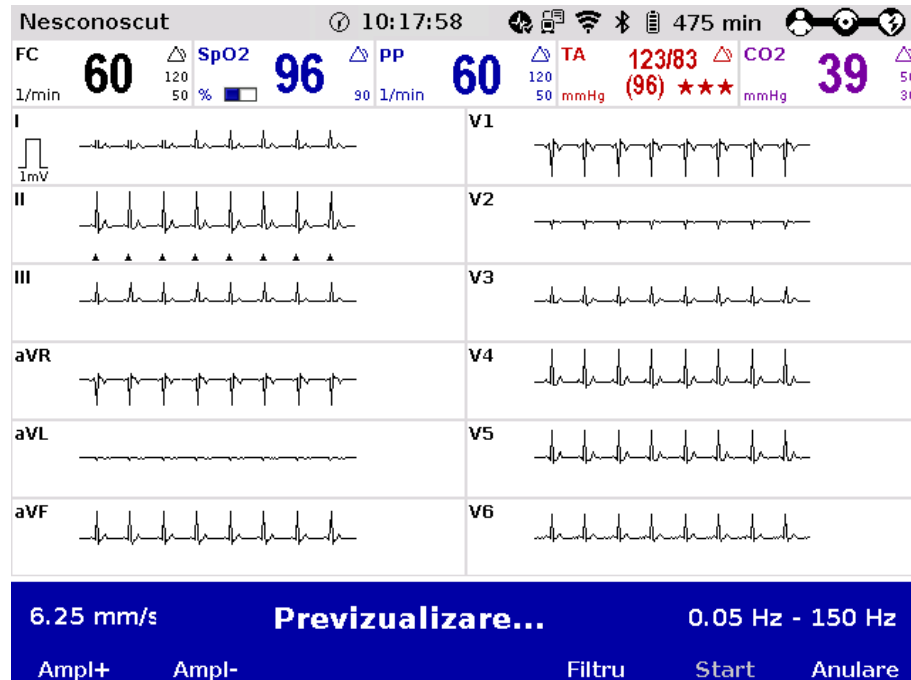 Nesconoscut 10:17:58 475 min
FC 60 120 50 1/min
SpO2 96 90 %
PP 60 120 50 1/min
TA 123/83 (96) ★★★ mmHg
CO2 39 mmHg
I V1
1mV
II V2
III V3
aVR V4
aVL V5
aVF V6
6.25 mm/s Previzualizare... 0.05 Hz - 150 Hz
Ampl+ Ampl- Filtru Start Anulare